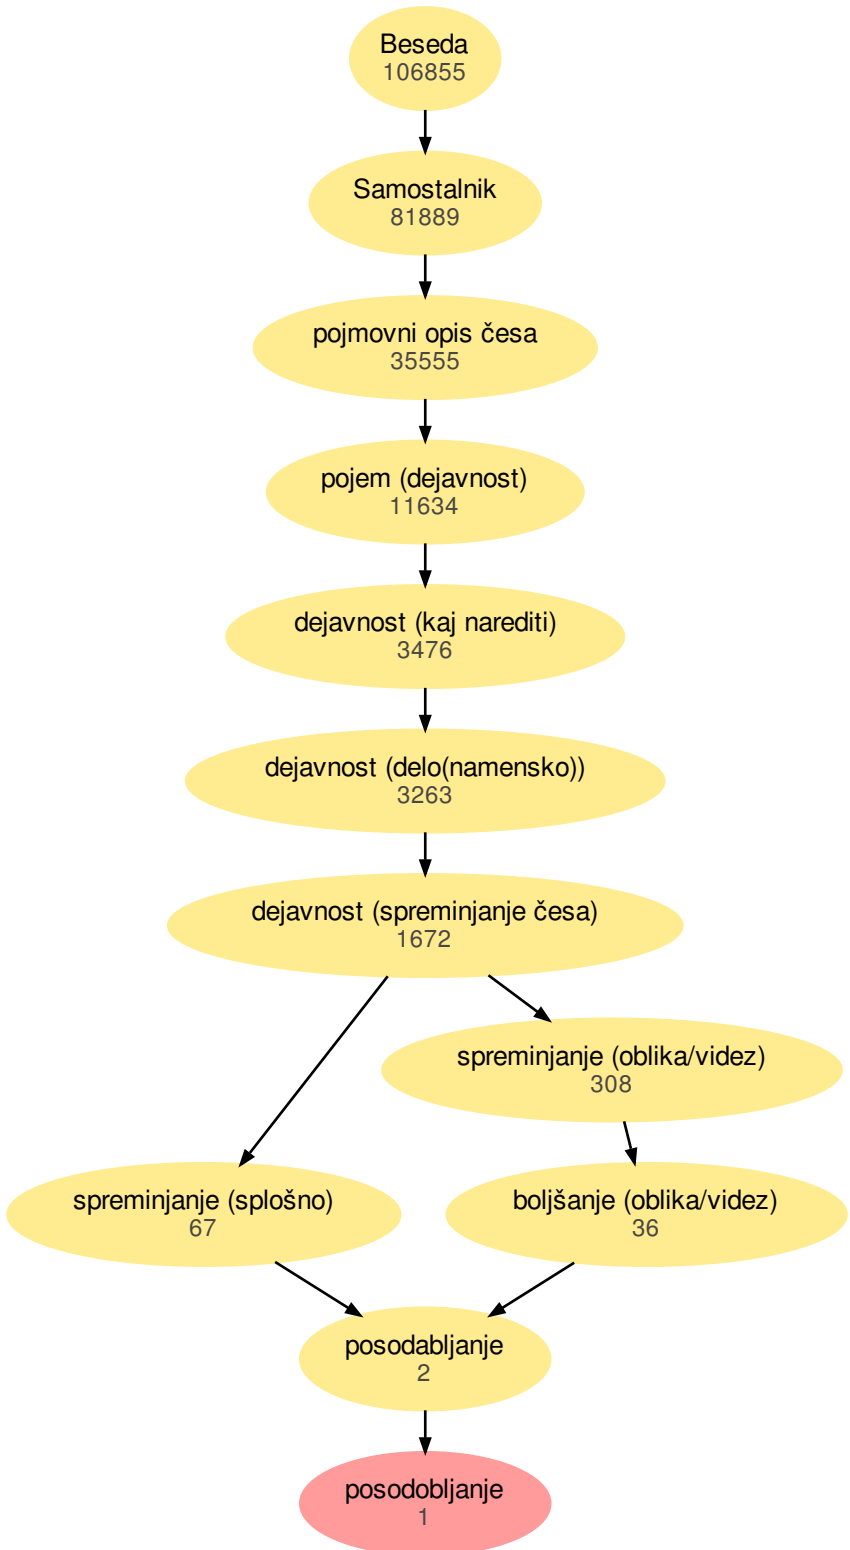 Beseda
106855
Samostalnik
81889
pojmovni opis česa
35555
pojem (dejavnost)
11634
dejavnost (kaj narediti)
3476
dejavnost (delo(namensko))
3263
dejavnost (spreminjanje česa)
1672
spreminjanje (oblika/videz)
308
spreminjanje (splošno)
67
boljšanje (oblika/videz)
36
posodabljanje
2
posodobljanje
1